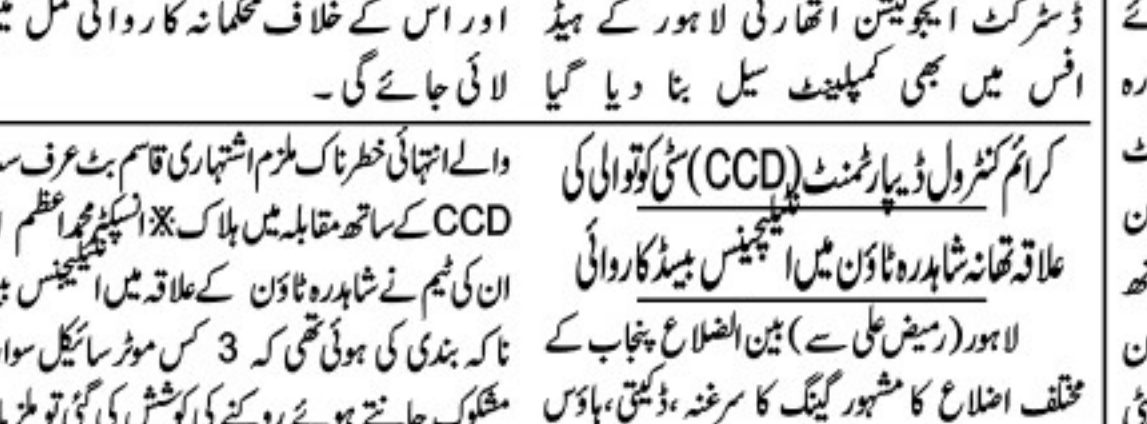 ڈسٹرکٹ ایجوکیشن اتھارٹی لاہور کے ہیڈ
افس میں بھی کمپلینٹ سیل بنا دیا گیا
اور اس کے خلاف محکمانہ کاروائی عمل میں
لائی جائے گی۔
کرائم کنٹرول ڈیپارٹمنٹ (CCD) سٹی کوتوالی کی
علاقہ تھانہ شاہدرہ ٹاؤن میں انٹیلیجینس بیسڈ کاروائی
لاہور (رمیض علی سے) بین الضلاع پنجاب کے
مختلف اضلاع کا مشہور گینگ کا سرغنہ، ڈکیتی، ہاؤس
والے انتہائی خطرناک ملزم اشتہاری قاسم بٹ عرف
CCD کے ساتھ مقابلہ میں ہلاک※ انسپکٹر محمد اعظم
ان کی ٹیم نے شاہدرہ ٹاؤن کے علاقہ میں انٹیلیجنس
ناکہ بندی کی ہوئی تھی کہ 3 کس موٹر سائیکل سوار
مشکوک جانتے ہوئے روکنے کی کوشش کی گئی تو